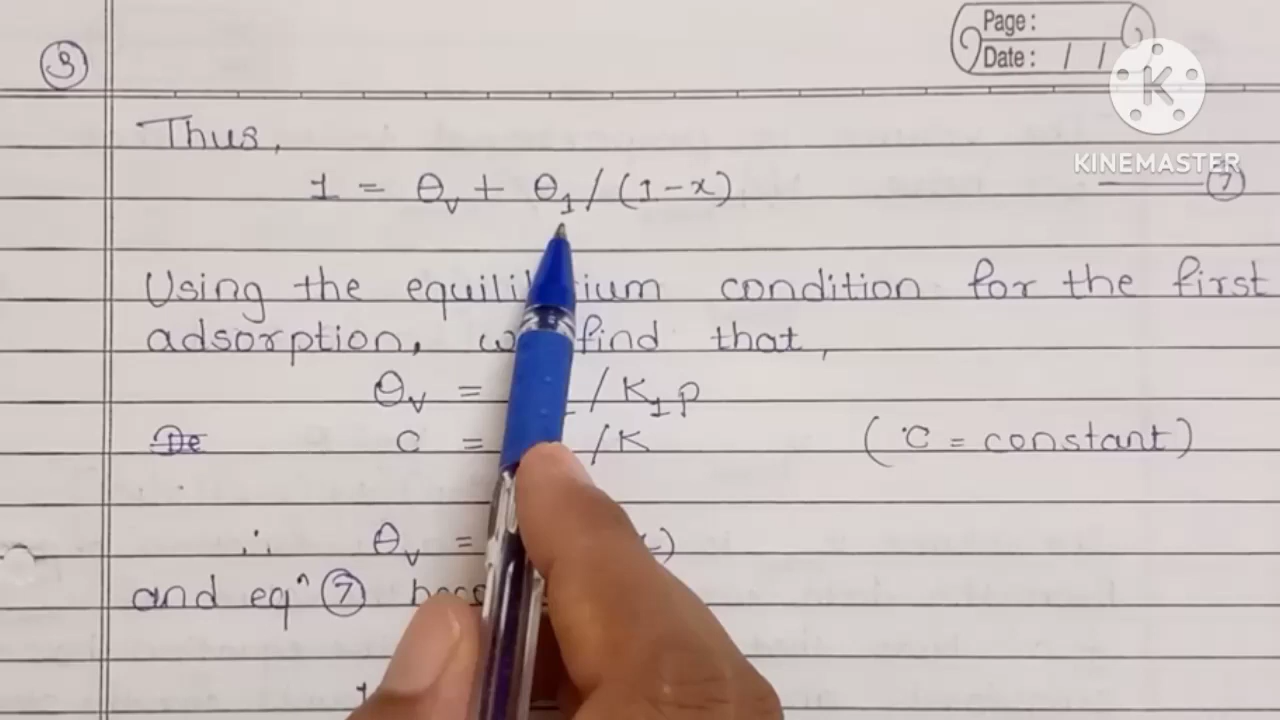 Page:
Date: / /
K
KINEMASTER
3
Thus,
1 = θv + θ1/(1-x) ⑦
Using the equili ium condition for the first
adsorption, find that,
θv = / K1P
De C = /K (C = constant)
∴ θv = )
and eqn ⑦
1